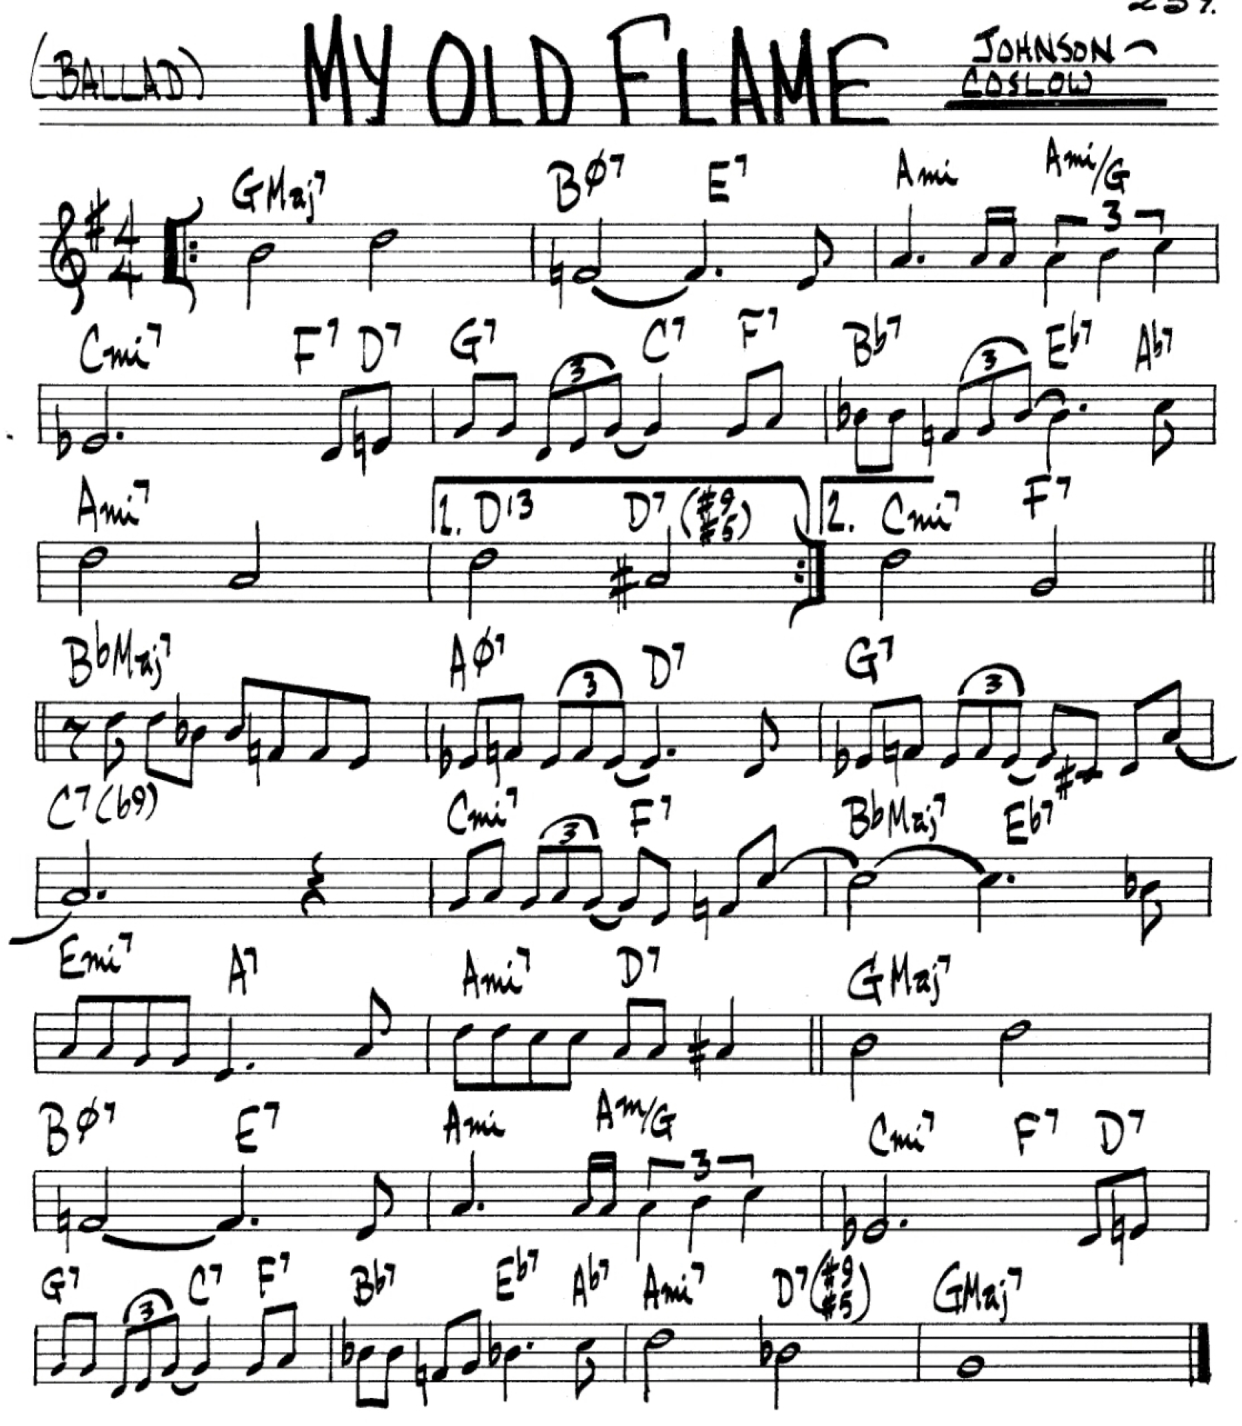 237.
(BALLAD) MY OLD FLAME JOHNSON - COSLOW
GMaj7 BØ7 E7 Ami Ami/G
4/4 3
Cmi7 F7 D7 G7 C7 F7 Bb7 Eb7 Ab7
3 3
Ami7 1. D13 D7(#9 #5) 2. Cmi7 F7
BbMaj7 AØ7 D7 G7
3 3
C7(b9) Cmi7 F7 BbMaj7 Eb7
3
Emi7 A7 Ami7 D7 GMaj7
BØ7 E7 Ami Am/G Cmi7 F7 D7
3
G7 C7 F7 Bb7 Eb7 Ab7 Ami7 D7(#9 #5) GMaj7
3